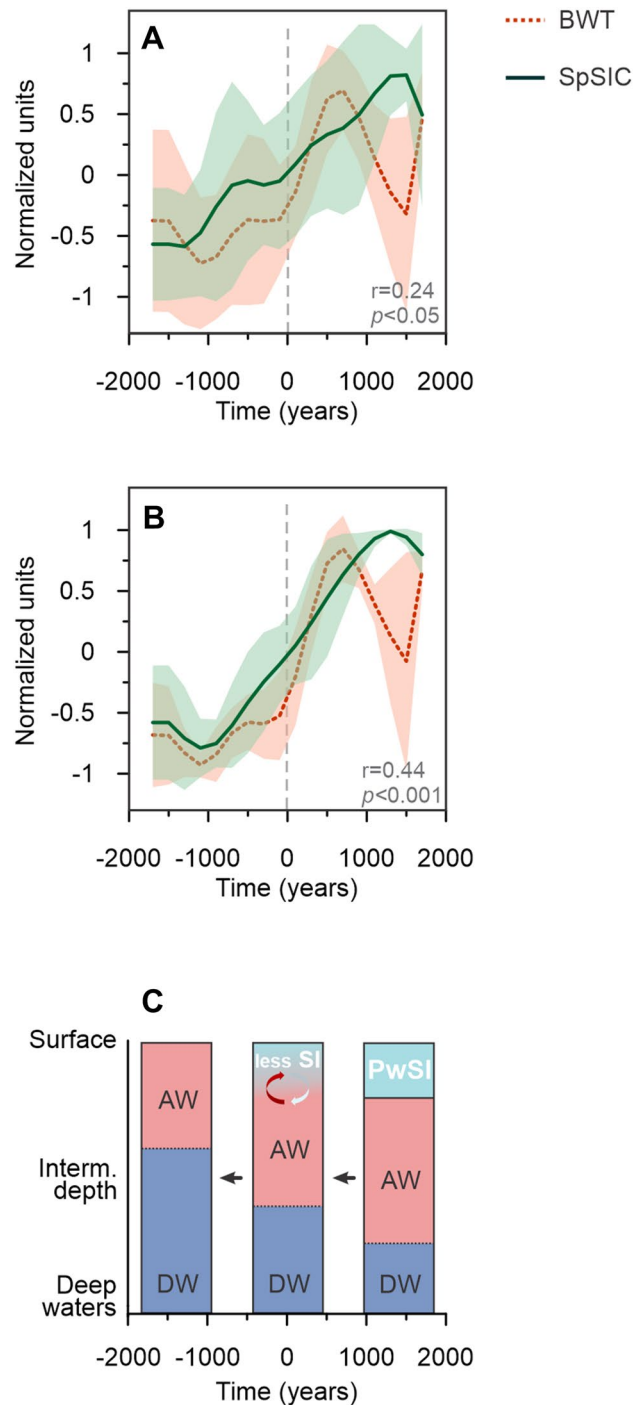 BWT
SpSIC
A
Normalized units
1
0.5
0
-0.5
-1
r=0.24
p<0.05
-2000 -1000 0 1000 2000
Time (years)
B
Normalized units
1
0.5
0
-0.5
-1
r=0.44
p<0.001
-2000 -1000 0 1000 2000
Time (years)
C
Surface
Interm.
depth
Deep
waters
AW
DW
less SI
AW
DW
PwSI
AW
DW
-2000 -1000 0 1000 2000
Time (years)